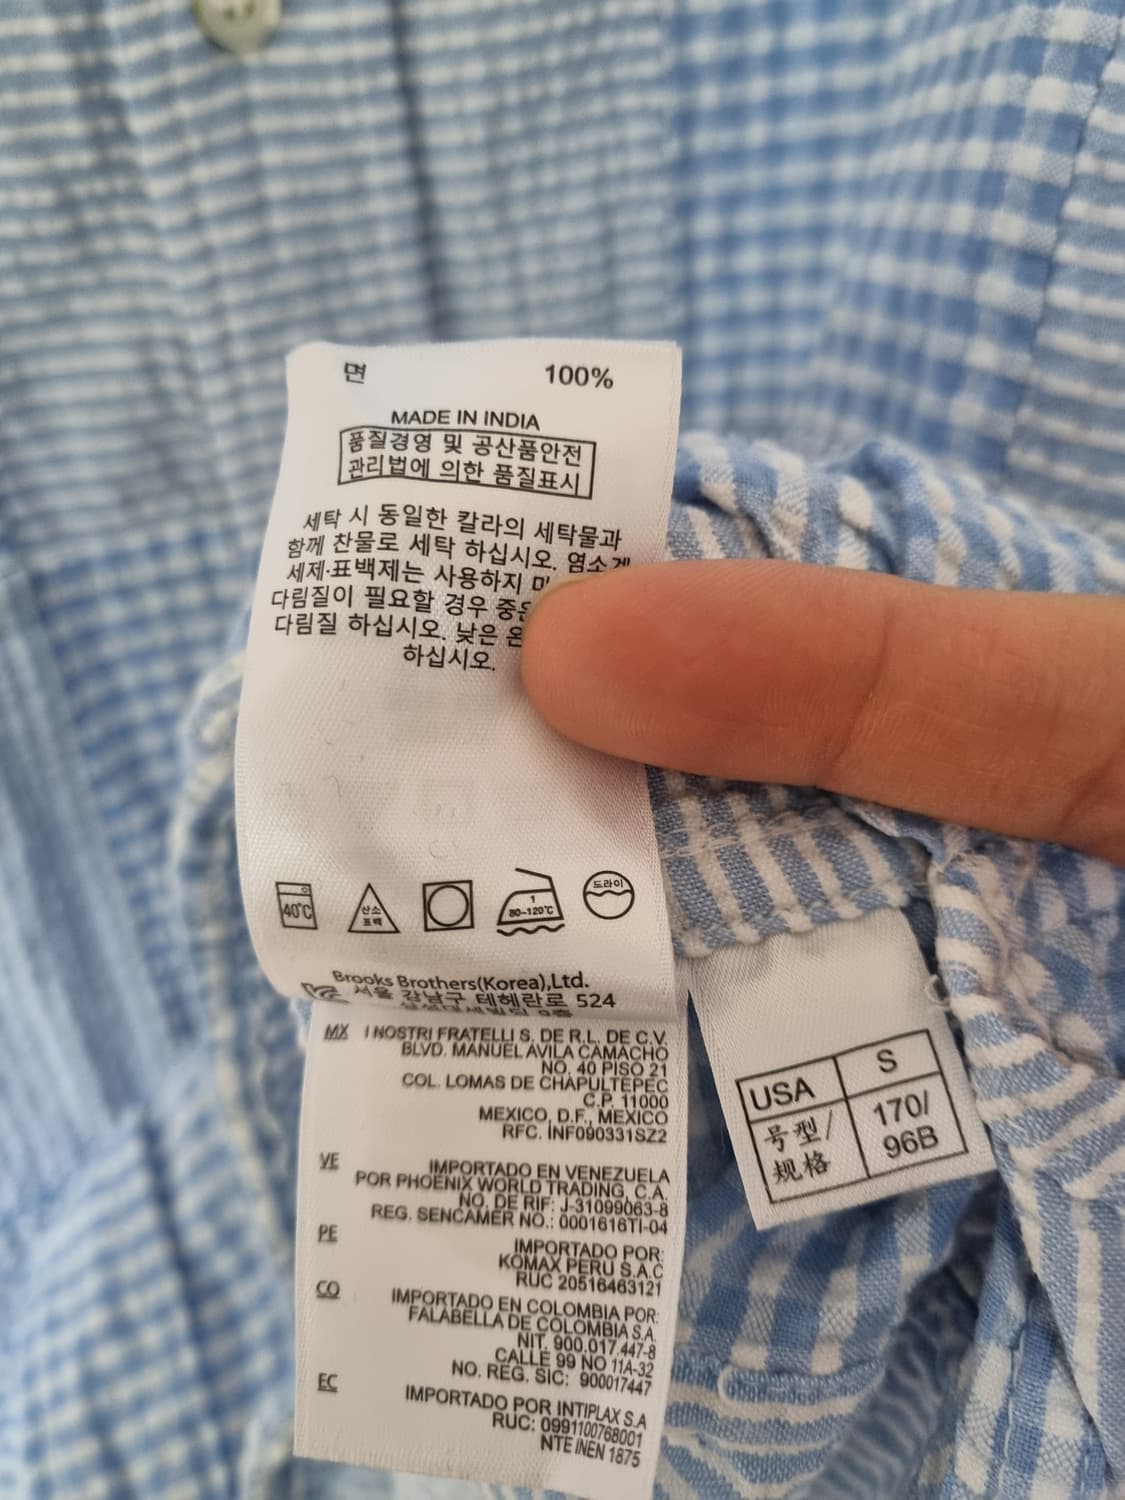 면 100%
MADE IN INDIA
품질경영 및 공산품안전
관리법에 의한 품질표시
세탁 시 동일한 칼라의 세탁물과
함께 찬물로 세탁 하십시오. 염소계
세제·표백제는 사용하지
다림질이 필요할 경우
다림질 하십시오. 낮은
하십시오.
40℃
산소
표백
1
80~120℃
드라이
Brooks Brothers(Korea),Ltd.
서울 강남구 테헤란로 524
MX I NOSTRI FRATELLI S. DE R.L. DE C.V.
BLVD. MANUEL AVILA CAMACHO
NO. 40 PISO 21
COL. LOMAS DE CHAPULTEPEC
C.P. 11000
MEXICO, D.F., MEXICO
RFC. INF090331SZ2
VE IMPORTADO EN VENEZUELA
POR PHOENIX WORLD TRADING, C.A.
NO. DE RIF: J-31099063-8
REG. SENCAMER NO.: 0001616TI-04
PE IMPORTADO POR:
KOMAX PERU S.A.C
RUC 20516463121
CO IMPORTADO EN COLOMBIA POR:
FALABELLA DE COLOMBIA S.A.
NIT. 900.017.447-8
CALLE 99 NO 11A-32
NO. REG. SIC: 900017447
EC IMPORTADO POR INTIPLAX S.A
RUC: 0991100768001
NTE INEN 1875
USA S
号型/ 170/
规格 96B